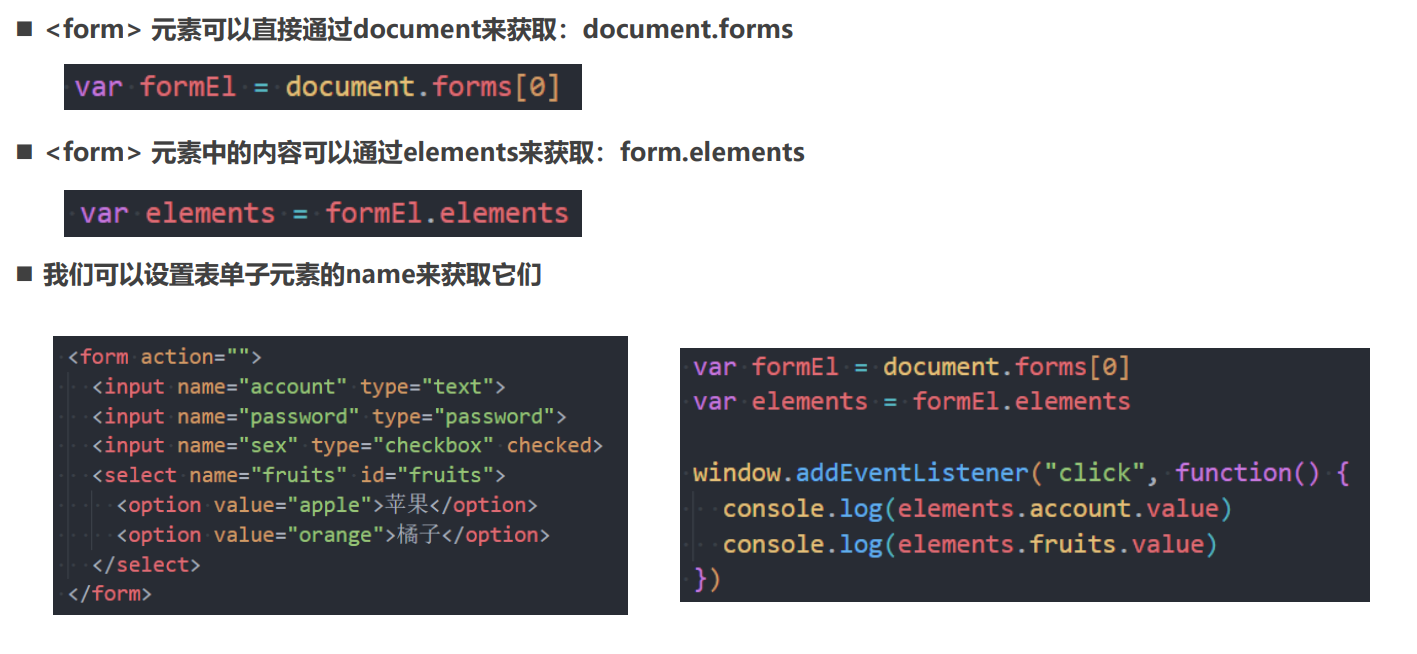 ■ <form> 元素可以直接通过document来获取：document.forms
var formEl = document.forms[0]
■ <form> 元素中的内容可以通过elements来获取：form.elements
var elements = formEl.elements
■ 我们可以设置表单子元素的name来获取它们
<form action="">
  <input name="account" type="text">
  <input name="password" type="password">
  <input name="sex" type="checkbox" checked>
  <select name="fruits" id="fruits">
    <option value="apple">苹果</option>
    <option value="orange">橘子</option>
  </select>
</form>
var formEl = document.forms[0]
var elements = formEl.elements
window.addEventListener("click", function() {
  console.log(elements.account.value)
  console.log(elements.fruits.value)
})